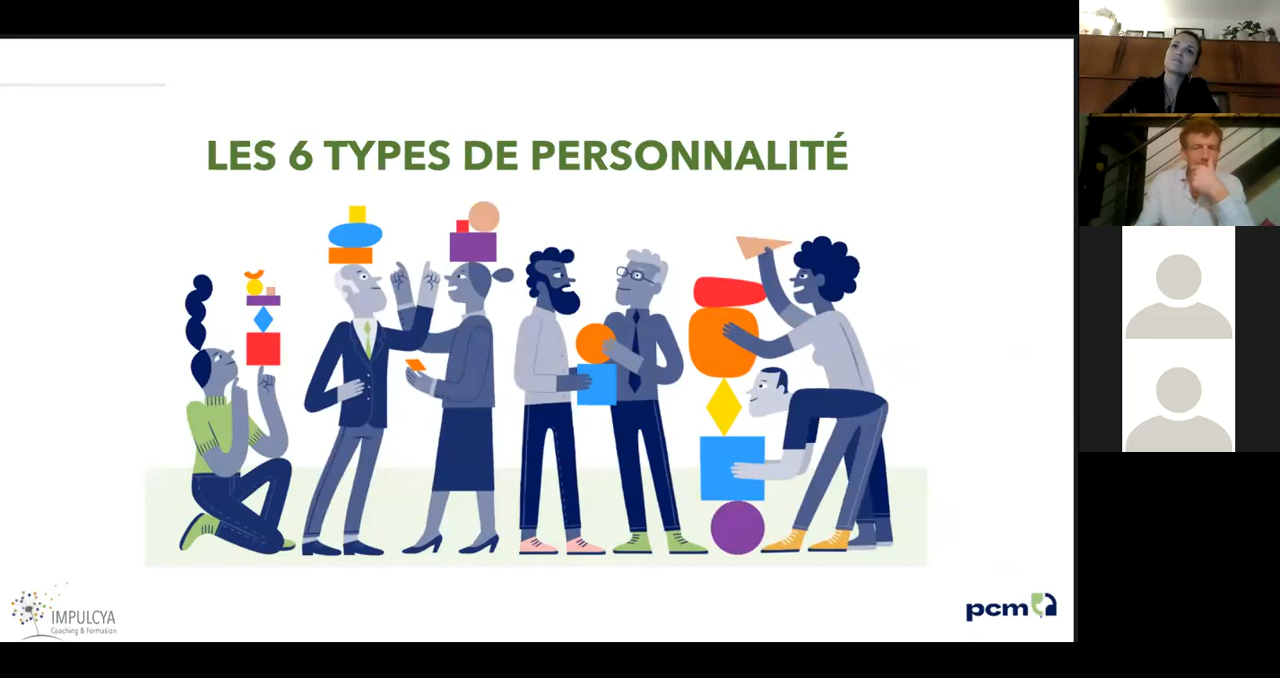 LES 6 TYPES DE PERSONNALITÉ
IMPULCYA
Coaching & Formation
pcm